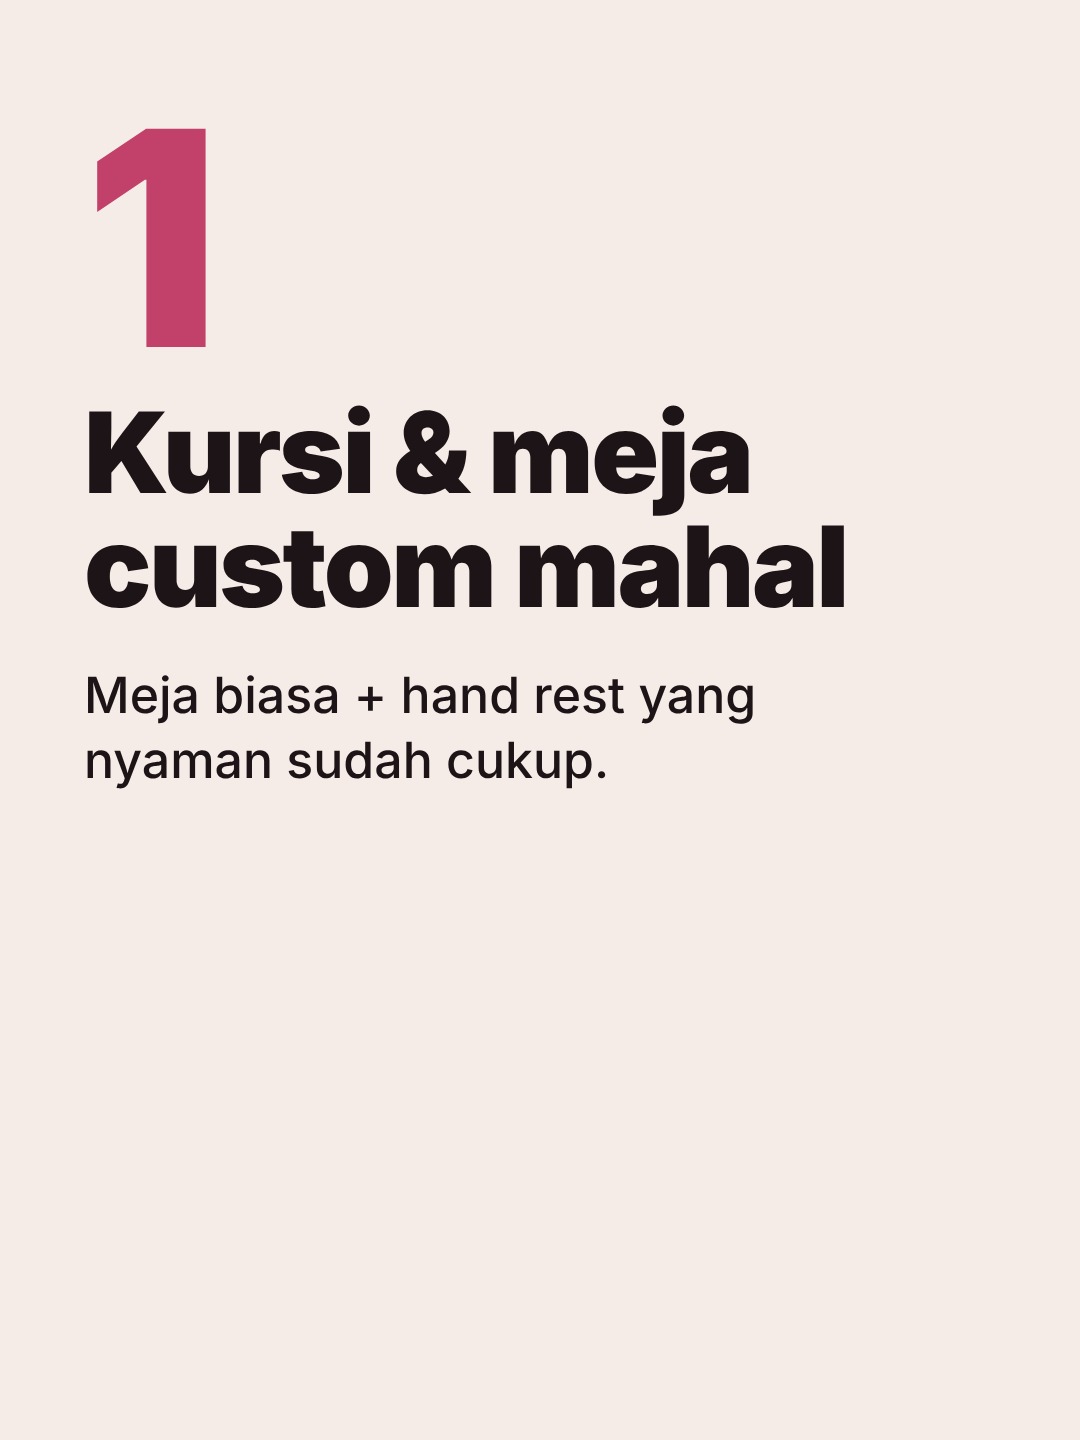 1
Kursi & meja
custom mahal
Meja biasa + hand rest yang
nyaman sudah cukup.